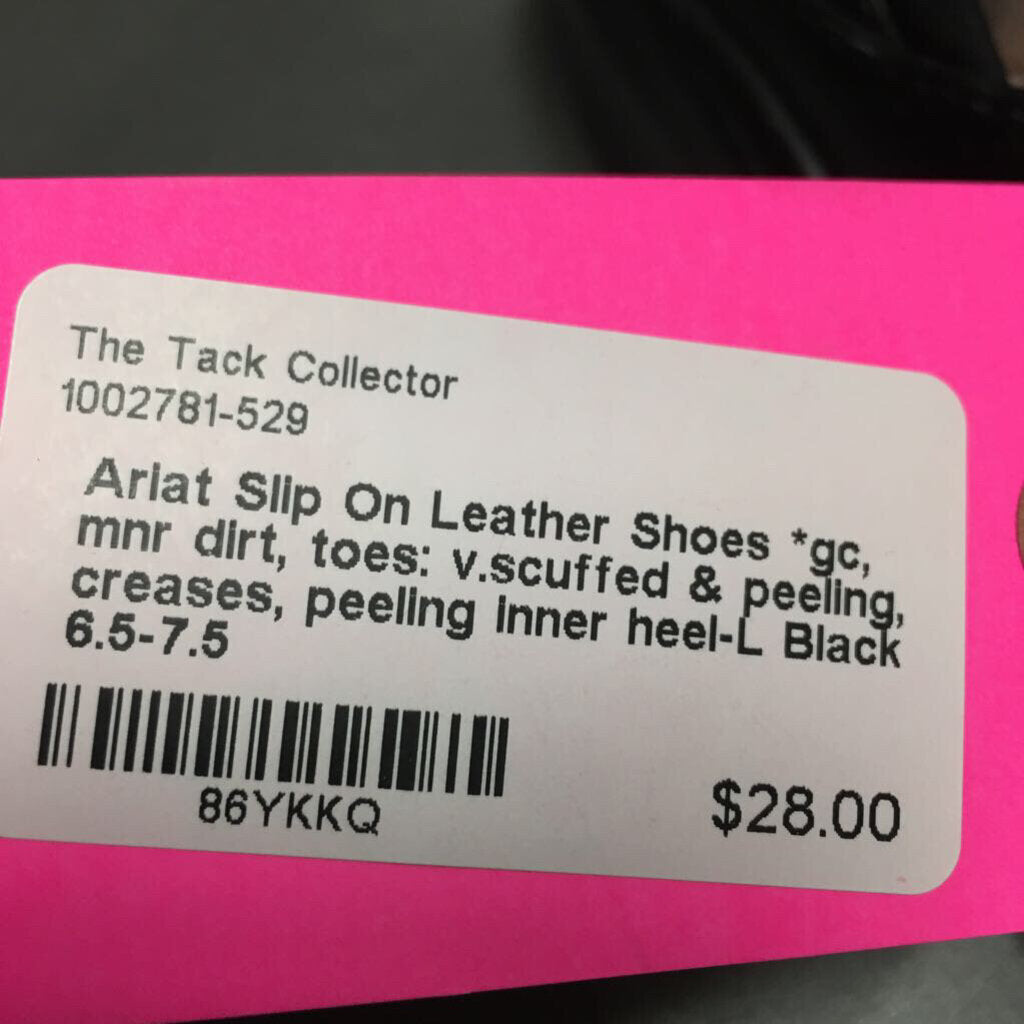 The Tack Collector
1002781-529
Ariat Slip On Leather Shoes *gc,
mnr dirt, toes: v.scuffed & peeling,
creases, peeling inner heel-L Black
6.5-7.5
86YKKQ
$28.00